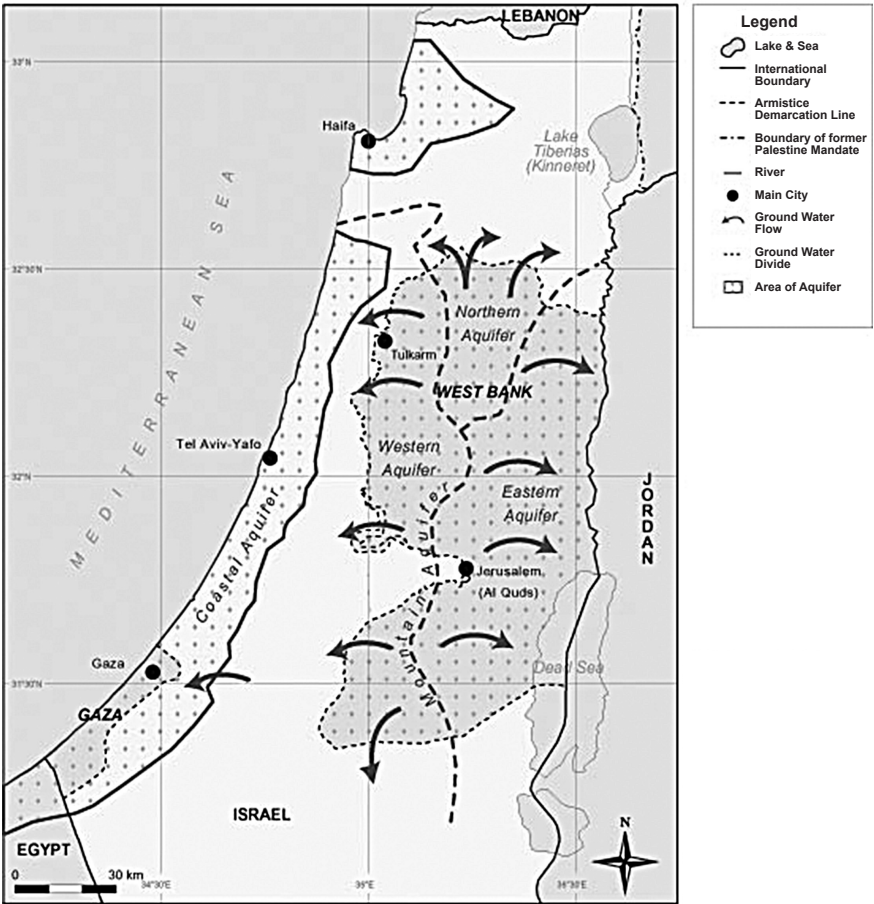 LEBANON
33°N
Haifa
Lake
Tiberias
(Kinneret)
MEDITERRANEAN SEA
32°30'N
Northern
Aquifer
Tulkarm
WEST BANK
Tel Aviv-Yafo
Western
Aquifer
32°N
Eastern
Aquifer
JORDAN
Coastal Aquifer
Mountain Aquifer
Jerusalem
(Al Quds)
Gaza
Dead Sea
31°30'N
GAZA
ISRAEL
EGYPT
0 30 km
34°30'E
35°E
35°30'E
N
Legend
Lake & Sea
International
Boundary
Armistice
Demarcation Line
Boundary of former
Palestine Mandate
River
Main City
Ground Water
Flow
Ground Water
Divide
Area of Aquifer